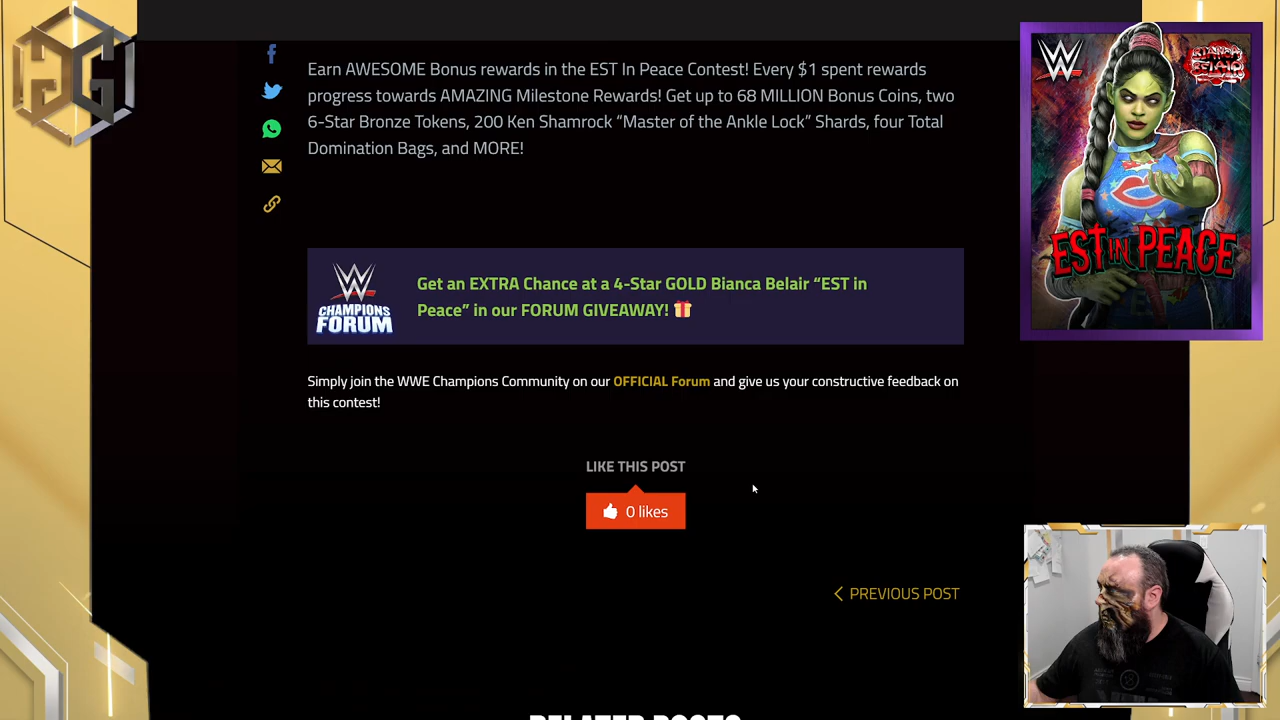 Earn AWESOME Bonus rewards in the EST In Peace Contest! Every $1 spent rewards
progress towards AMAZING Milestone Rewards! Get up to 68 MILLION Bonus Coins, two
6-Star Bronze Tokens, 200 Ken Shamrock “Master of the Ankle Lock” Shards, four Total
Domination Bags, and MORE!
W
CHAMPIONS
FORUM
Get an EXTRA Chance at a 4-Star GOLD Bianca Belair “EST in
Peace” in our FORUM GIVEAWAY! 🎁
Simply join the WWE Champions Community on our OFFICIAL Forum and give us your constructive feedback on
this contest!
LIKE THIS POST
0 likes
PREVIOUS POST
RELATED POSTS
W
BIANCA
BELAIR
EST IN PEACE